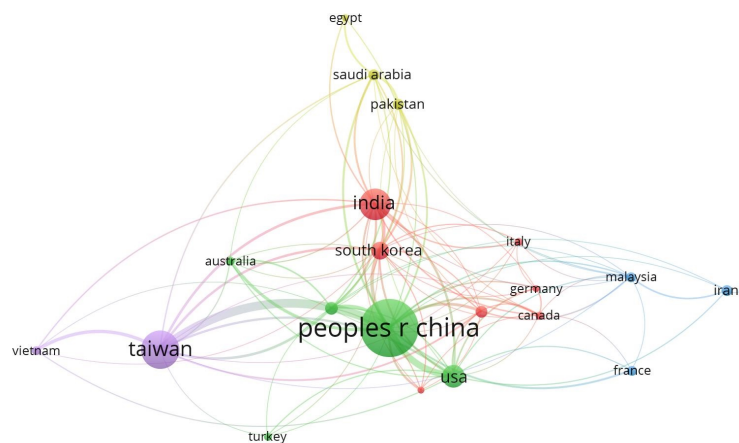 egypt
saudi arabia
pakistan
india
south korea
italy
australia
malaysia
germany
iran
canada
peoples r china
taiwan
vietnam
france
usa
turkey